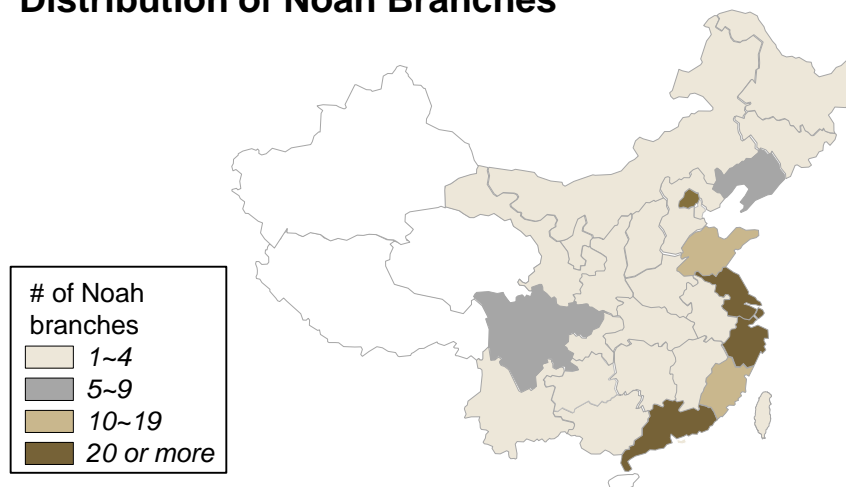 Distribution of Noah Branches
# of Noah
branches
1~4
5~9
10~19
20 or more